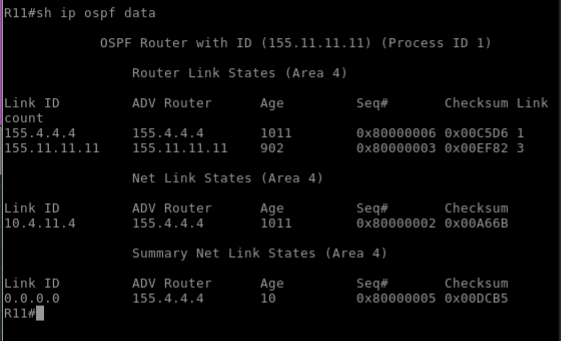 R11#sh ip ospf data
OSPF Router with ID (155.11.11.11) (Process ID 1)
Router Link States (Area 4)
Link ID ADV Router Age Seq# Checksum Link
count
155.4.4.4 155.4.4.4 1011 0x80000006 0x00C5D6 1
155.11.11.11 155.11.11.11 902 0x80000003 0x00EF82 3
Net Link States (Area 4)
Link ID ADV Router Age Seq# Checksum
10.4.11.4 155.4.4.4 1011 0x80000002 0x00A66B
Summary Net Link States (Area 4)
Link ID ADV Router Age Seq# Checksum
0.0.0.0 155.4.4.4 10 0x80000005 0x00DCB5
R11#